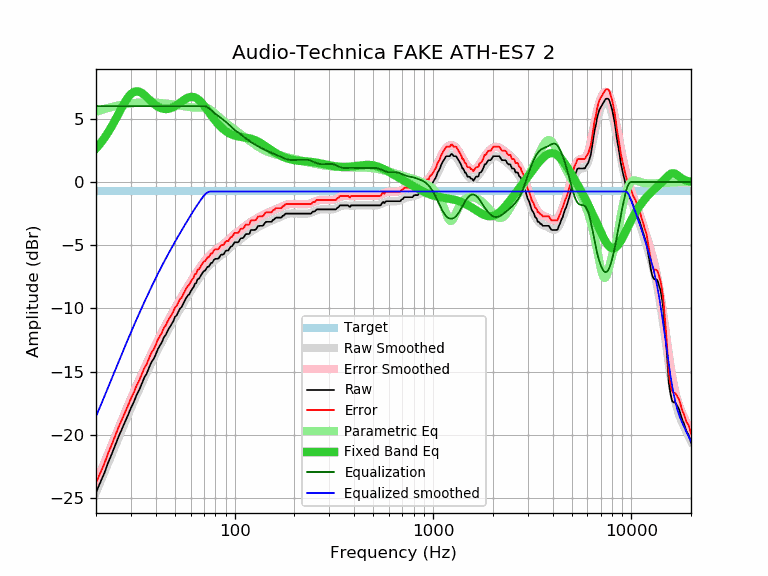 Audio-Technica FAKE ATH-ES7 2
Amplitude (dBr)
5
0
−5
−10
−15
−20
−25
Target
Raw Smoothed
Error Smoothed
Raw
Error
Parametric Eq
Fixed Band Eq
Equalization
Equalized smoothed
100
1000
10000
Frequency (Hz)